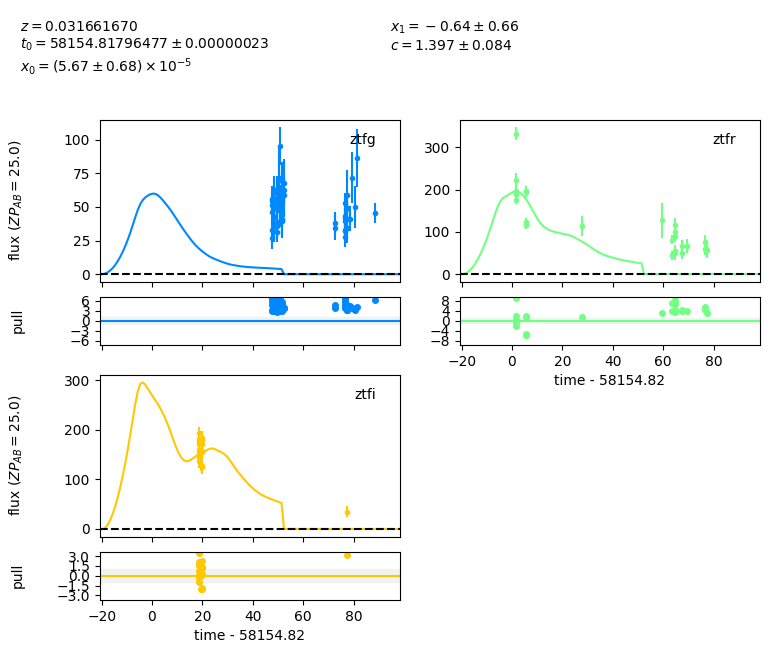 z = 0.031661670
t₀ = 58154.81796477 ± 0.00000023
x₀ = (5.67 ± 0.68) × 10⁻⁵
x₁ = −0.64 ± 0.66
c = 1.397 ± 0.084
ztfg
flux (ZP_AB = 25.0)
100
75
50
25
0
ztfr
300
200
100
0
pull
6
3
0
−3
−6
8
4
0
−4
−8
−20 0 20 40 60 80
time - 58154.82
ztfi
flux (ZP_AB = 25.0)
300
200
100
0
pull
3.0
1.5
0.0
−1.5
−3.0
−20 0 20 40 60 80
time - 58154.82